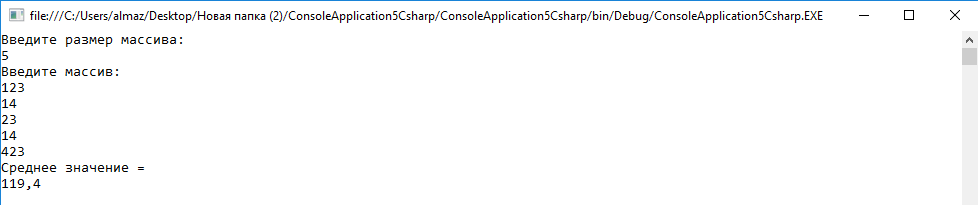 file:///C:/Users/almaz/Desktop/Новая папка (2)/ConsoleApplication5Csharp/ConsoleApplication5Csharp/bin/Debug/ConsoleApplication5Csharp.EXE
Введите размер массива:
5
Введите массив:
123
14
23
14
423
Среднее значение =
119,4